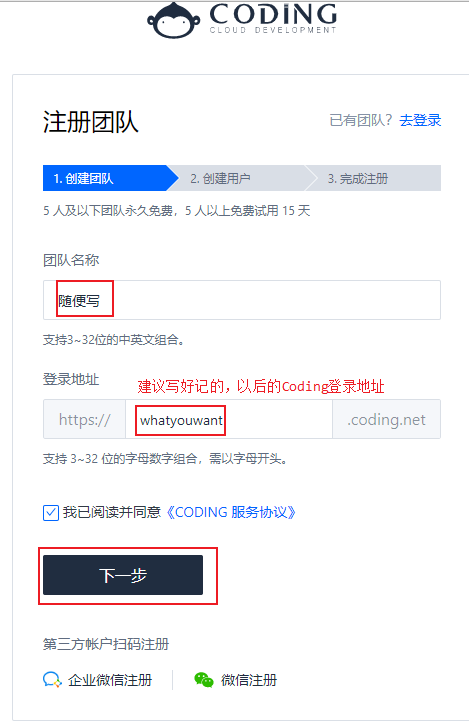 CODING
CLOUD DEVELOPMENT
注册团队
已有团队？去登录
1. 创建团队 2. 创建用户 3. 完成注册
5 人及以下团队永久免费，5 人以上免费试用 15 天
团队名称
随便写
支持3~32位的中英文组合。
登录地址
建议写好记的，以后的Coding登录地址
https:// whatyouwant .coding.net
支持 3~32 位的字母数字组合，需以字母开头。
我已阅读并同意《CODING 服务协议》
下一步
第三方帐户扫码注册
企业微信注册 微信注册